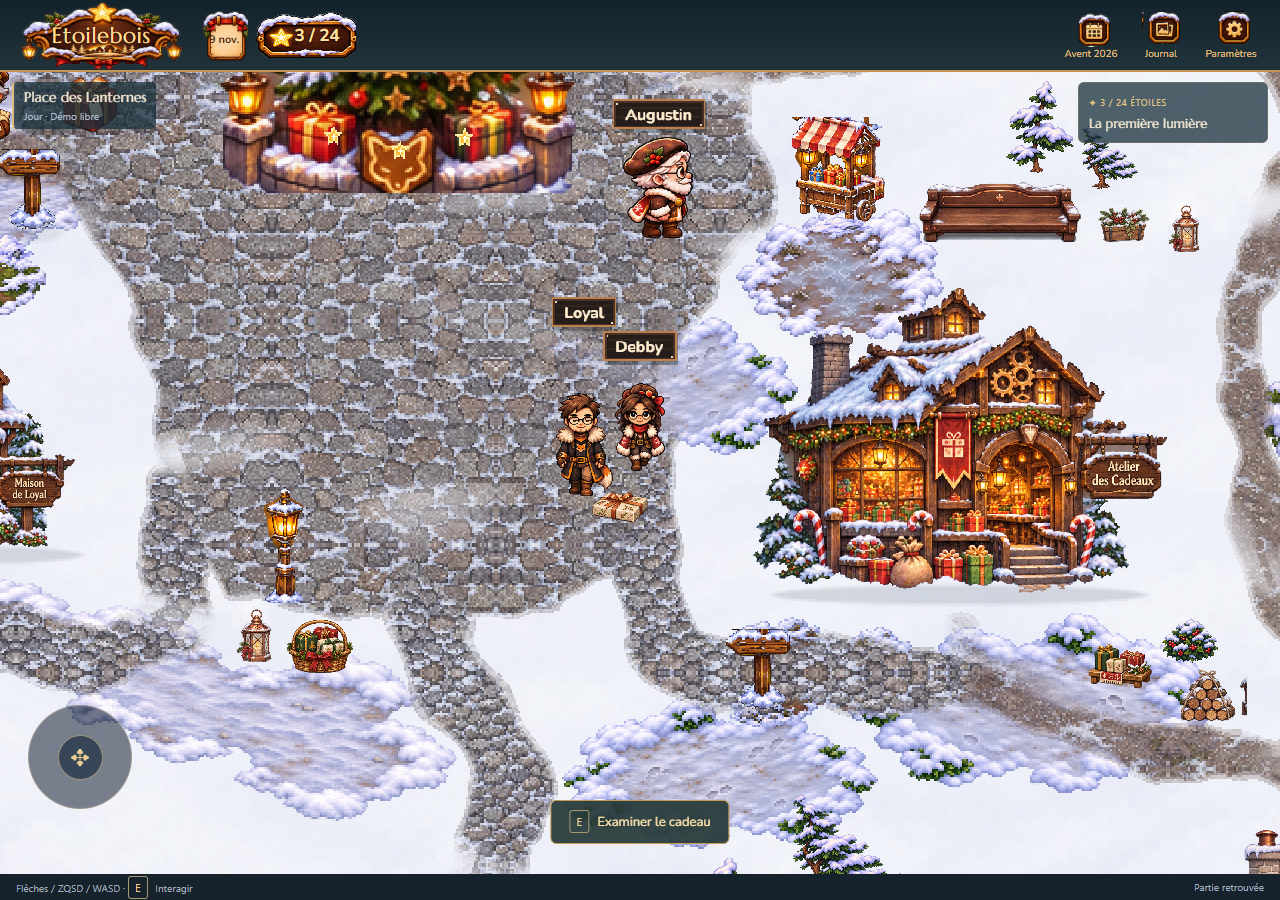 Etoilebois
9 nov.
3 / 24
Avent 2026
Journal
Paramètres
Place des Lanternes
Jour · Démo libre
3 / 24 ÉTOILES
La première lumière
Augustin
Loyal
Debby
Maison
de Loyal
Atelier
des Cadeaux
E Examiner le cadeau
Flèches / ZQSD / WASD · E Interagir
Partie retrouvée